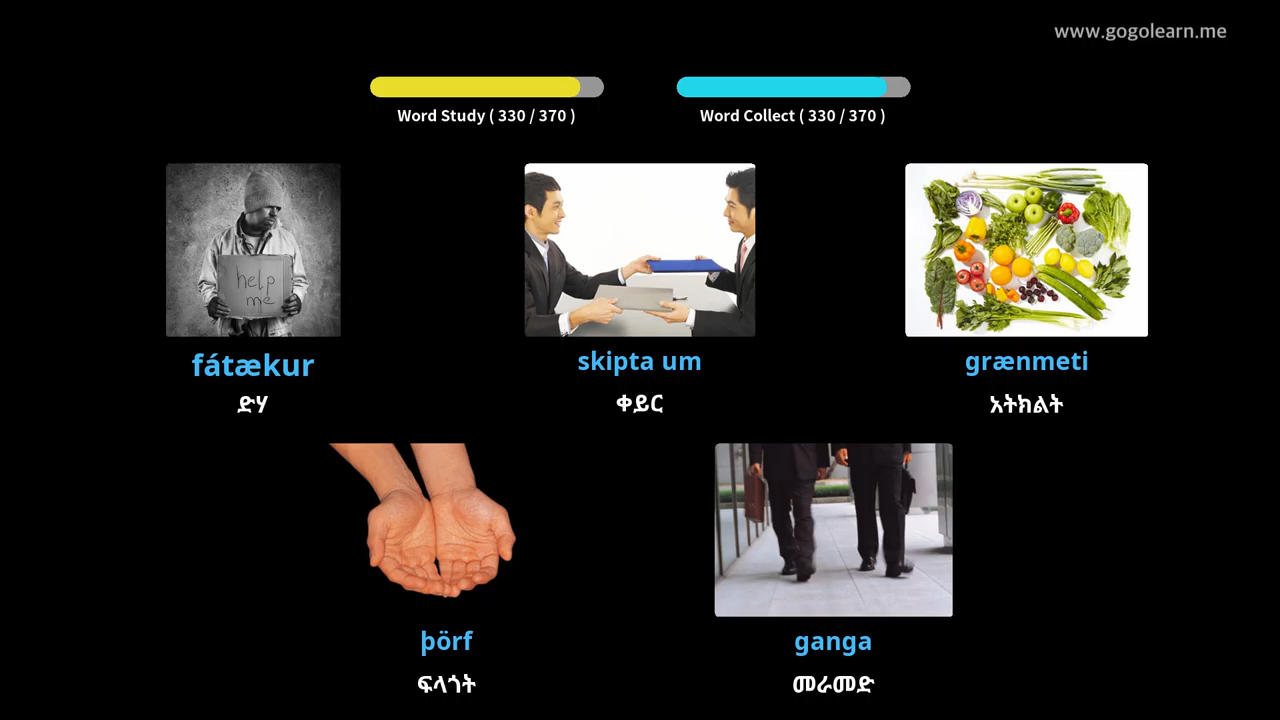 www.gogolearn.me
Word Study ( 330 / 370 )
Word Collect ( 330 / 370 )
help
me
fátækur
skipta um
grænmeti
ድሃ
ቀይር
አትክልት
þörf
ganga
ፍላጎት
መራመድ